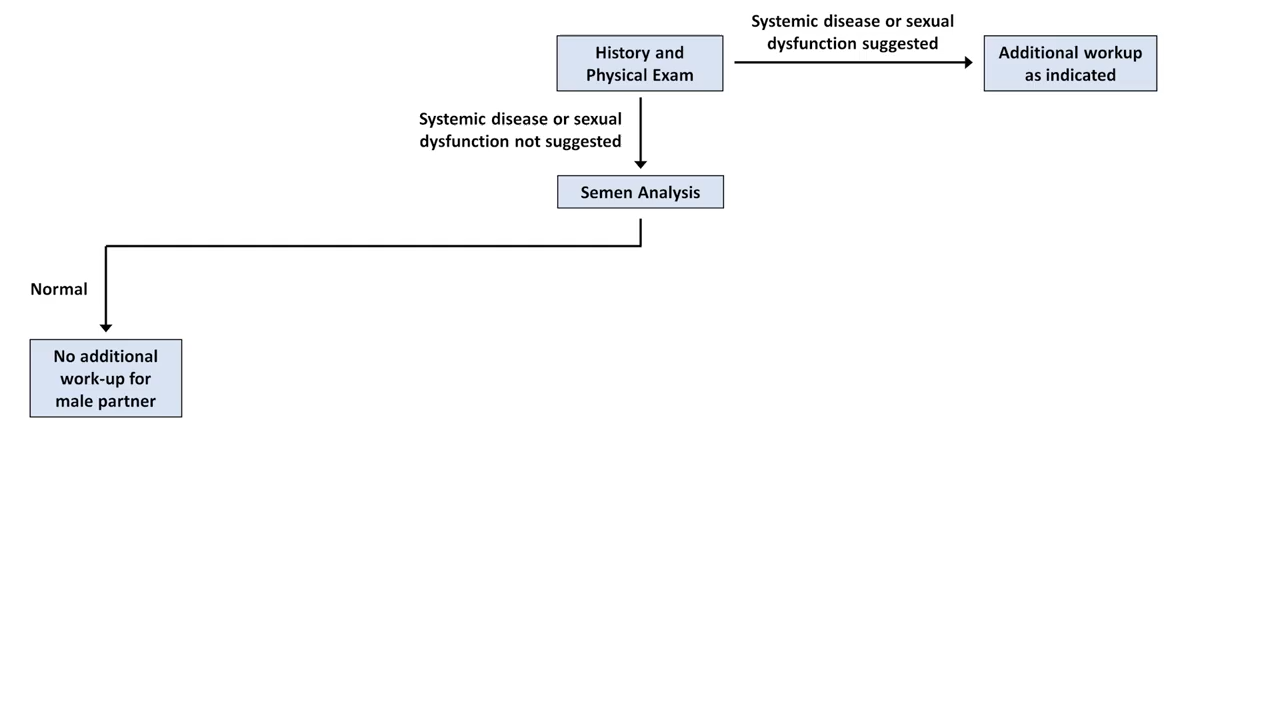 Systemic disease or sexual
dysfunction suggested
History and
Physical Exam
Additional workup
as indicated
Systemic disease or sexual
dysfunction not suggested
Semen Analysis
Normal
No additional
work-up for
male partner